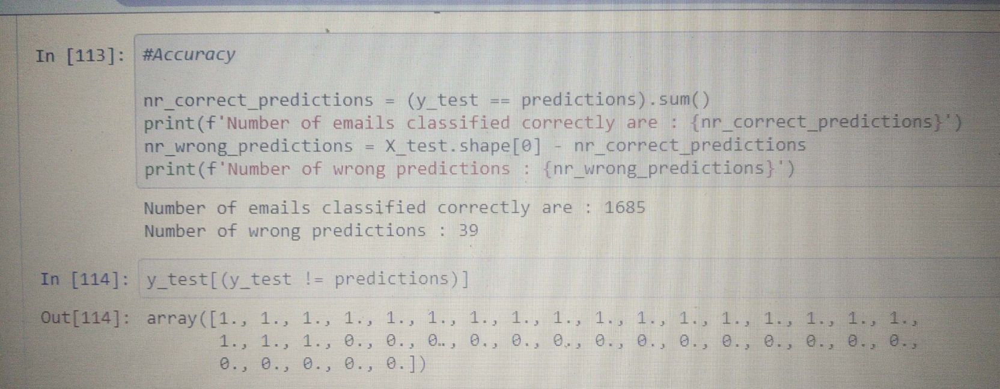 In [113]: #Accuracy
nr_correct_predictions = (y_test == predictions).sum()
print(f'Number of emails classified correctly are : {nr_correct_predictions}')
nr_wrong_predictions = X_test.shape[0] - nr_correct_predictions
print(f'Number of wrong predictions : {nr_wrong_predictions}')
Number of emails classified correctly are : 1685
Number of wrong predictions : 39
In [114]: y_test[(y_test != predictions)]
Out[114]: array([1., 1., 1., 1., 1., 1., 1., 1., 1., 1., 1., 1., 1., 1., 1., 1., 1.,
1., 1., 1., 0., 0., 0., 0., 0., 0., 0., 0., 0., 0., 0., 0., 0., 0.,
0., 0., 0., 0., 0.])